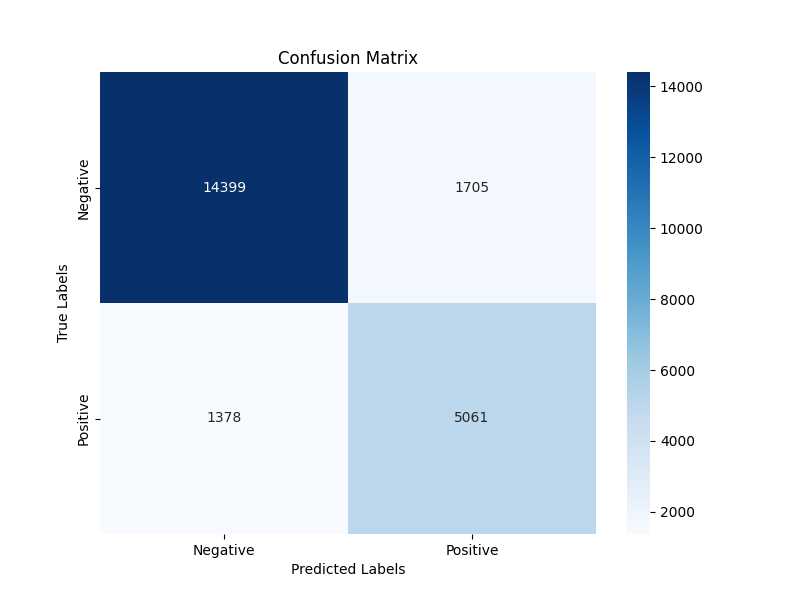 Confusion Matrix
14000
12000
10000
8000
6000
4000
2000
True Labels
Negative
Positive
14399
1705
1378
5061
Negative
Positive
Predicted Labels